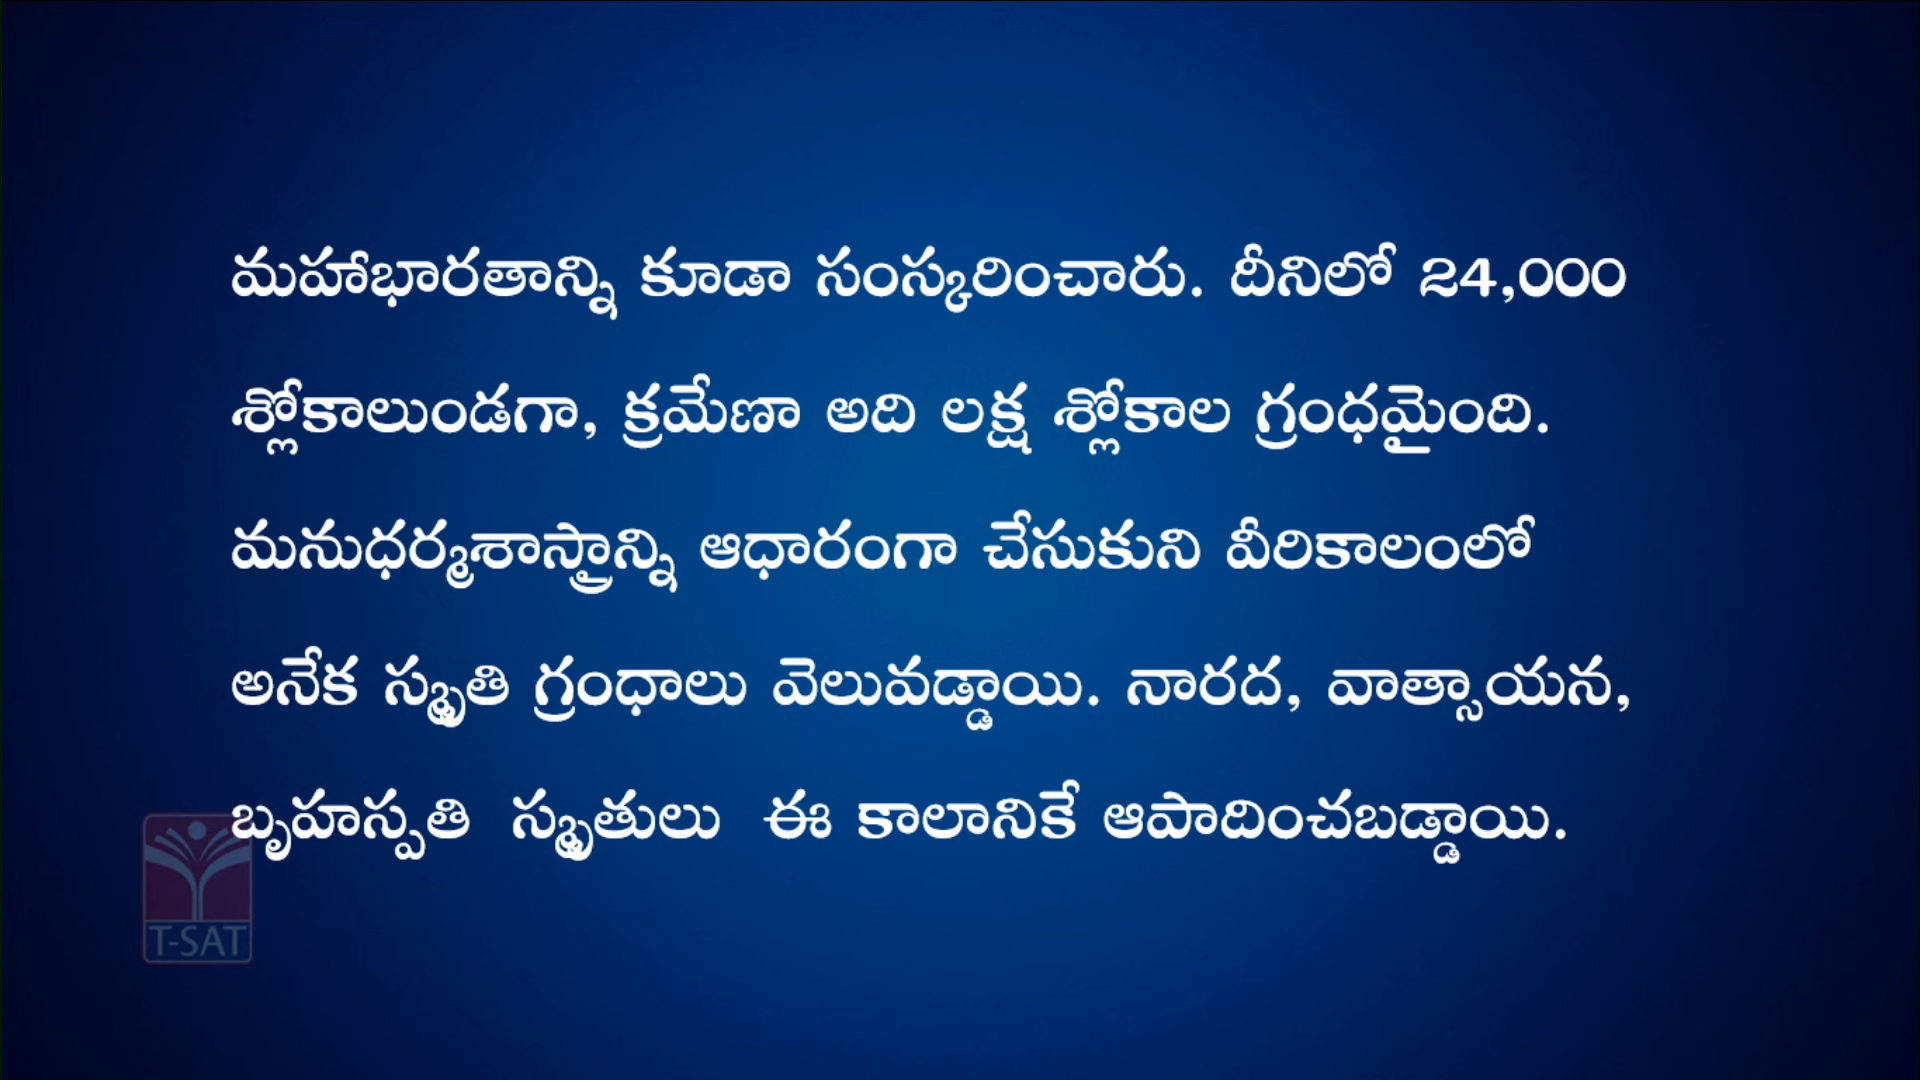 మహాభారతాన్ని కూడా సంస్కరించారు. దీనిలో 24,000
శ్లోకాలుండగా, క్రమేణా అది లక్ష శ్లోకాల గ్రంధమైంది.
మనుధర్మశాస్త్రాన్ని ఆధారంగా చేసుకుని వీరికాలంలో
అనేక స్మృతి గ్రంధాలు వెలువడ్డాయి. నారద, వాత్సాయన,
బృహస్పతి స్మృతులు ఈ కాలానికే ఆపాదించబడ్డాయి.
T-SAT